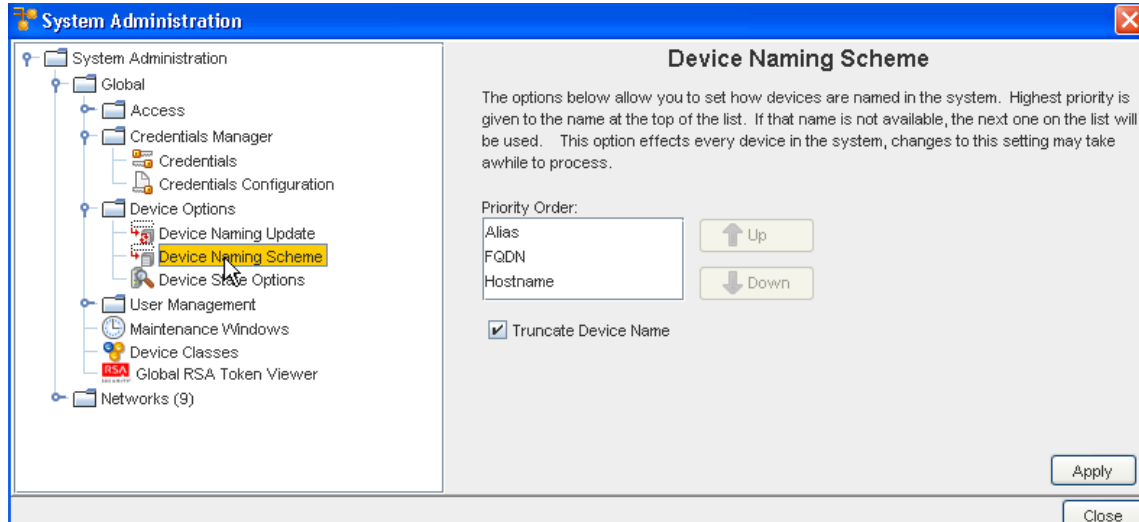 System Administration
System Administration
Global
Access
Credentials Manager
Credentials
Credentials Configuration
Device Options
Device Naming Update
Device Naming Scheme
Device State Options
User Management
Maintenance Windows
Device Classes
RSA
Global RSA Token Viewer
Networks (9)
Device Naming Scheme
The options below allow you to set how devices are named in the system. Highest priority is
given to the name at the top of the list. If that name is not available, the next one on the list will
be used. This option effects every device in the system, changes to this setting may take
awhile to process.
Priority Order:
Alias
FQDN
Hostname
Up
Down
Truncate Device Name
Apply
Close